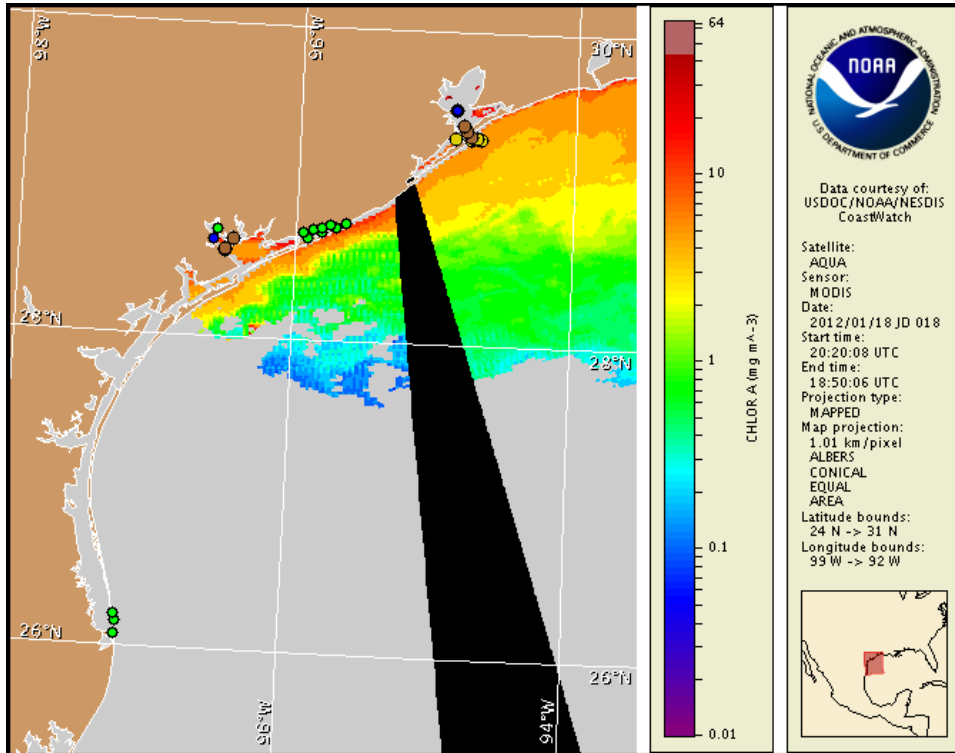 98°W
96°W
30°N
28°N
28°N
26°N
26°N
96°W
94°W
64
10
1
0.1
0.01
CHLOR A (mg m^-3)
NATIONAL OCEANIC AND ATMOSPHERIC ADMINISTRATION
NOAA
U.S. DEPARTMENT OF COMMERCE
Data courtesy of:
USDOC/NOAA/NESDIS
CoastWatch
Satellite:
AQUA
Sensor:
MODIS
Date:
2012/01/18 JD 018
Start time:
20:20:08 UTC
End time:
18:50:06 UTC
Projection type:
MAPPED
Map projection:
1.01 km/pixel
ALBERS
CONICAL
EQUAL
AREA
Latitude bounds:
24 N -> 31 N
Longitude bounds:
99 W -> 92 W